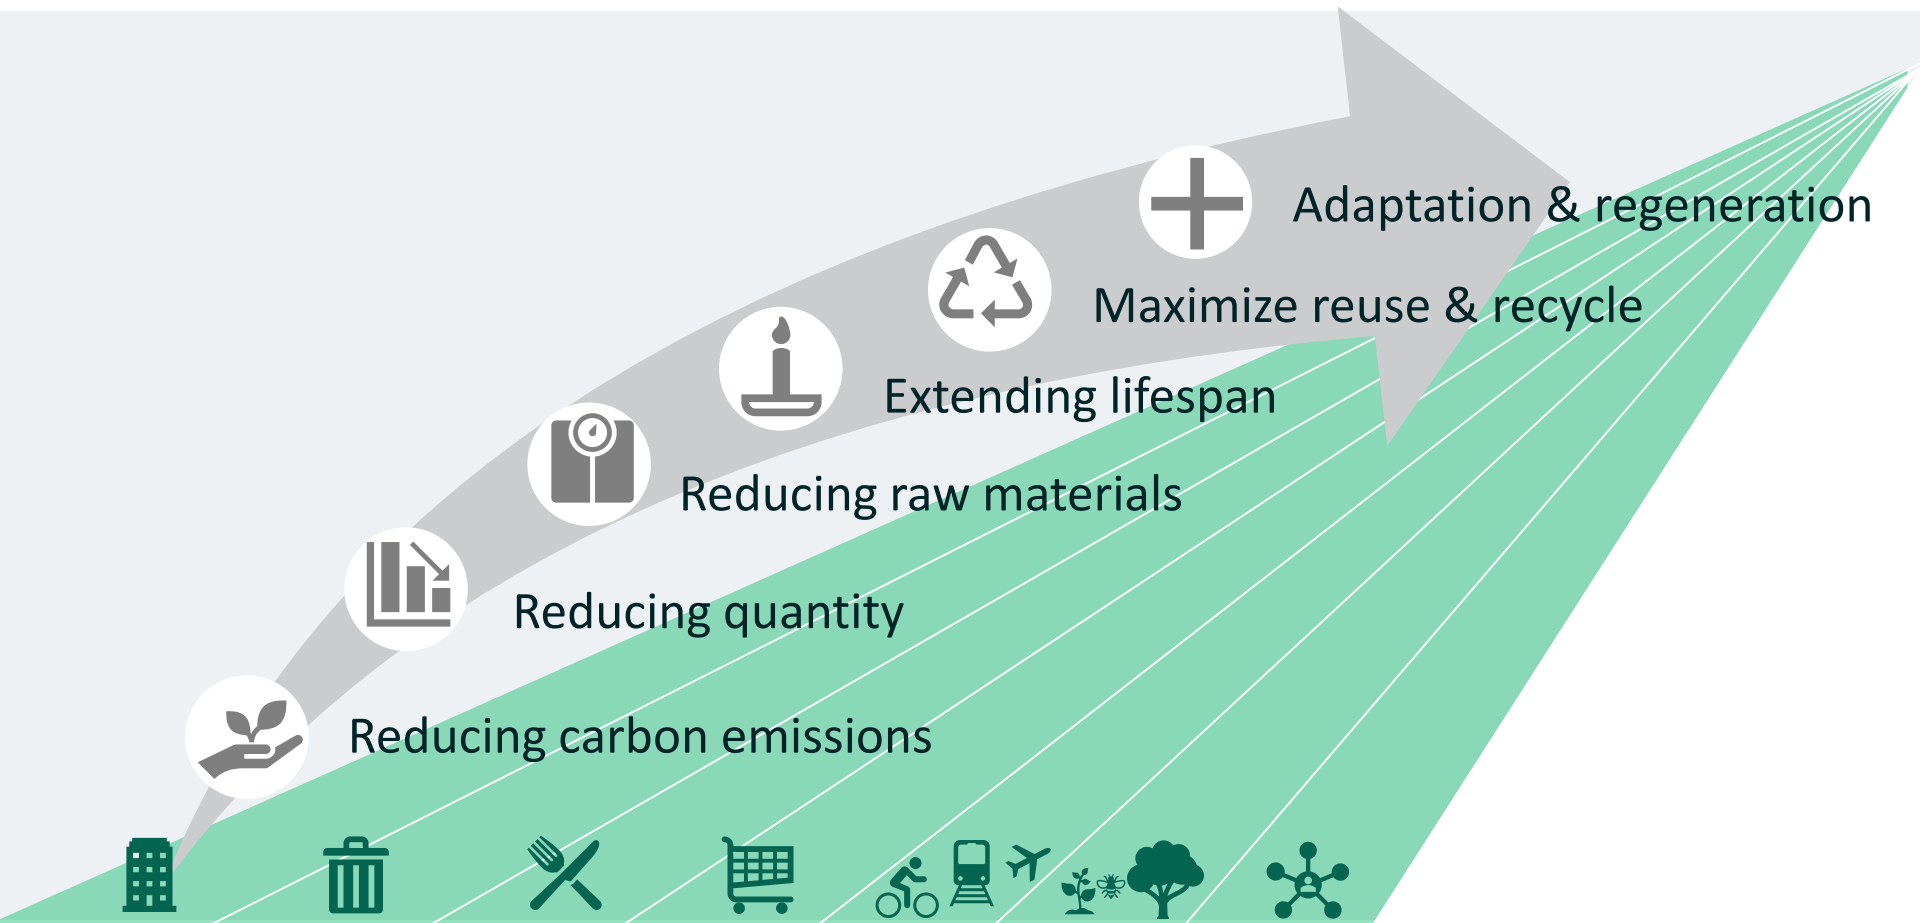 Adaptation & regeneration
Maximize reuse & recycle
Extending lifespan
Reducing raw materials
Reducing quantity
Reducing carbon emissions